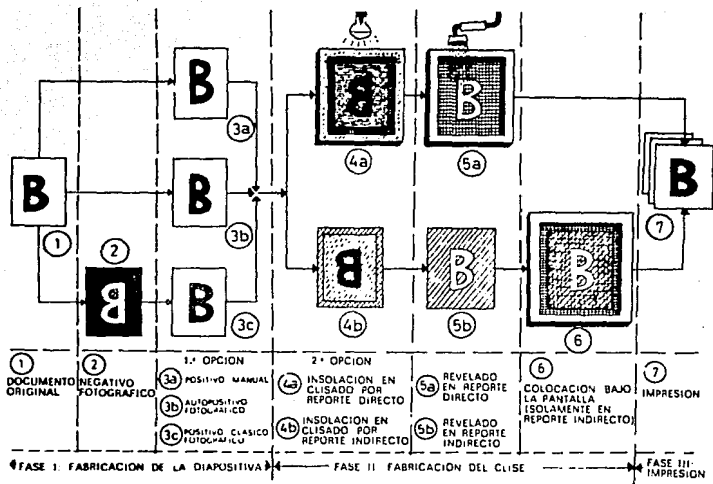 B
B
B
B
B
B
B
B
B
B
B
1
2
3a
3b
3c
4a
5a
4b
5b
6
7
1
DOCUMENTO
ORIGINAL
2
NEGATIVO
FOTOGRAFICO
1.ª OPCION
3a POSITIVO MANUAL
3b AUTOPOSITIVO
FOTOGRAFICO
3c POSITIVO CLASICO
FOTOGRAFICO
2ª OPCION
4a INSOLACION EN
CLISADO POR
REPORTE DIRECTO
4b INSOLACION EN
CLISADO POR
REPORTE INDIRECTO
5a REVELADO
EN REPORTE
DIRECTO
5b REVELADO
EN REPORTE
INDIRECTO
6
COLOCACION BAJO
LA PANTALLA
(SOLAMENTE EN
REPORTE INDIRECTO)
7
IMPRESION
FASE I: FABRICACION DE LA DIAPOSITIVA
FASE II: FABRICACION DEL CLISE
FASE III:
IMPRESION